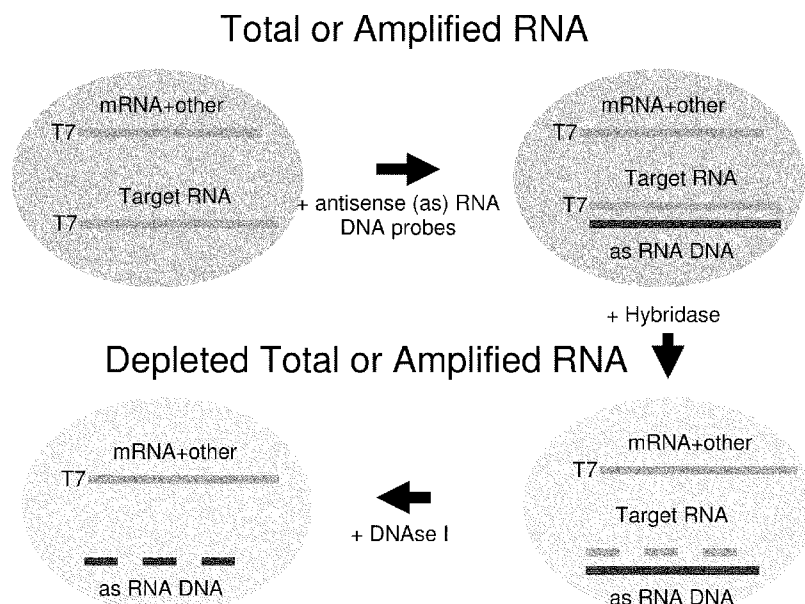 Total or Amplified RNA
mRNA+other
T7
Target RNA
T7
+ antisense (as) RNA
DNA probes
mRNA+other
T7
Target RNA
T7
as RNA DNA
+ Hybridase
Depleted Total or Amplified RNA
mRNA+other
T7
as RNA DNA
+ DNAse I
mRNA+other
T7
Target RNA
as RNA DNA